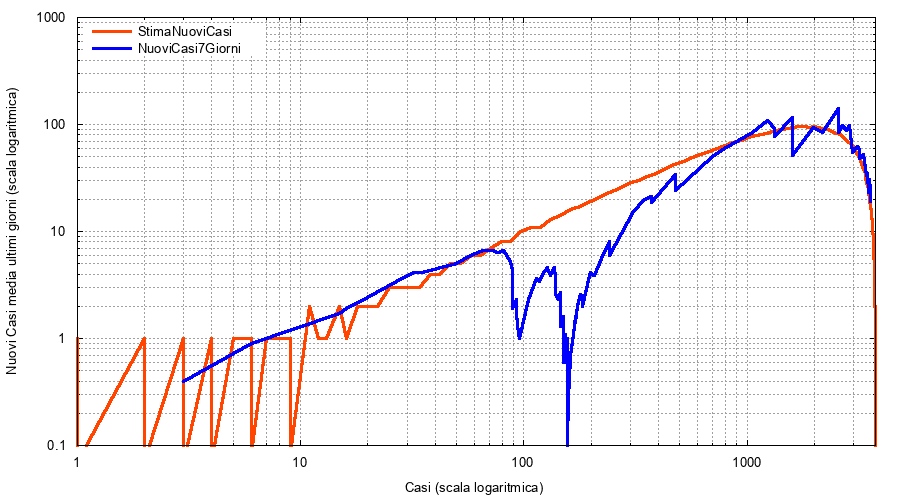 1000
100
10
1
0.1
1
10
100
1000
StimaNuoviCasi
NuoviCasi7Giorni
Nuovi Casi media ultimi giorni (scala logaritmica)
Casi (scala logaritmica)